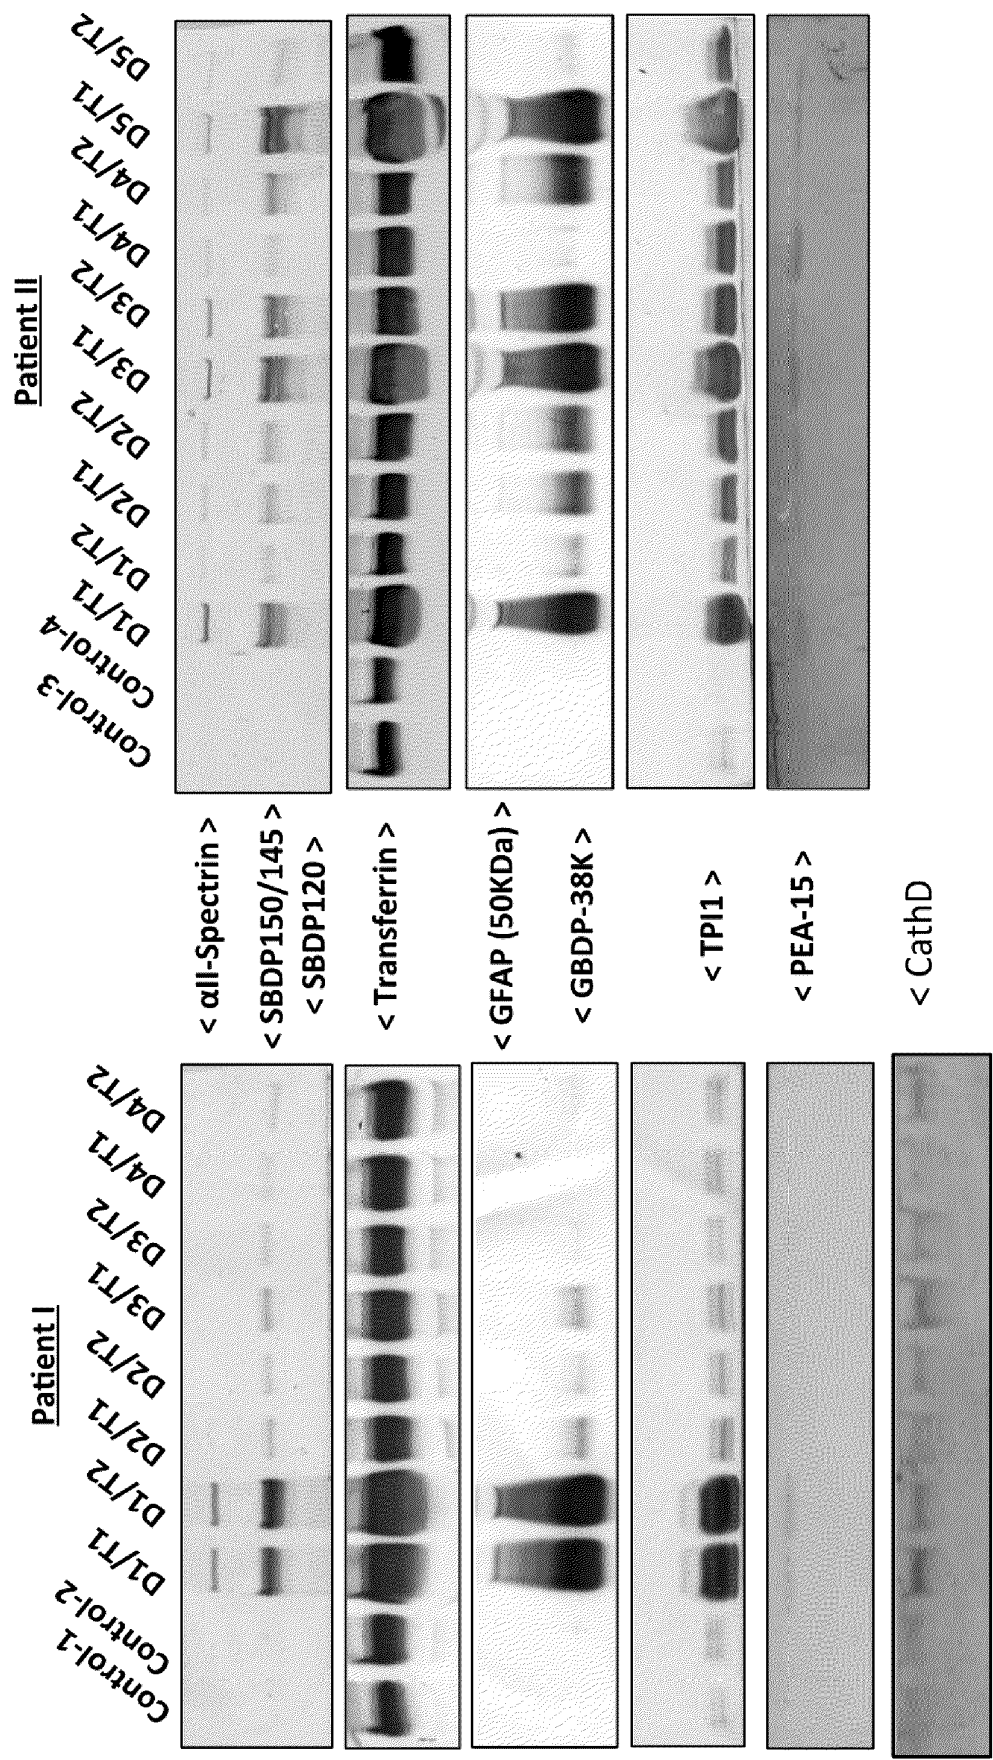 Patient I
Control-1
Control-2
D1/T1
D1/T2
D2/T1
D2/T2
D3/T1
D3/T2
D4/T1
D4/T2
Patient II
Control-3
Control-4
D1/T1
D1/T2
D2/T1
D2/T2
D3/T1
D3/T2
D4/T1
D4/T2
D5/T1
D5/T2
< αII-Spectrin >
< SBDP150/145 >
< SBDP120 >
< Transferrin >
< GFAP (50KDa) >
< GBDP-38K >
< TPI1 >
< PEA-15 >
< CathD